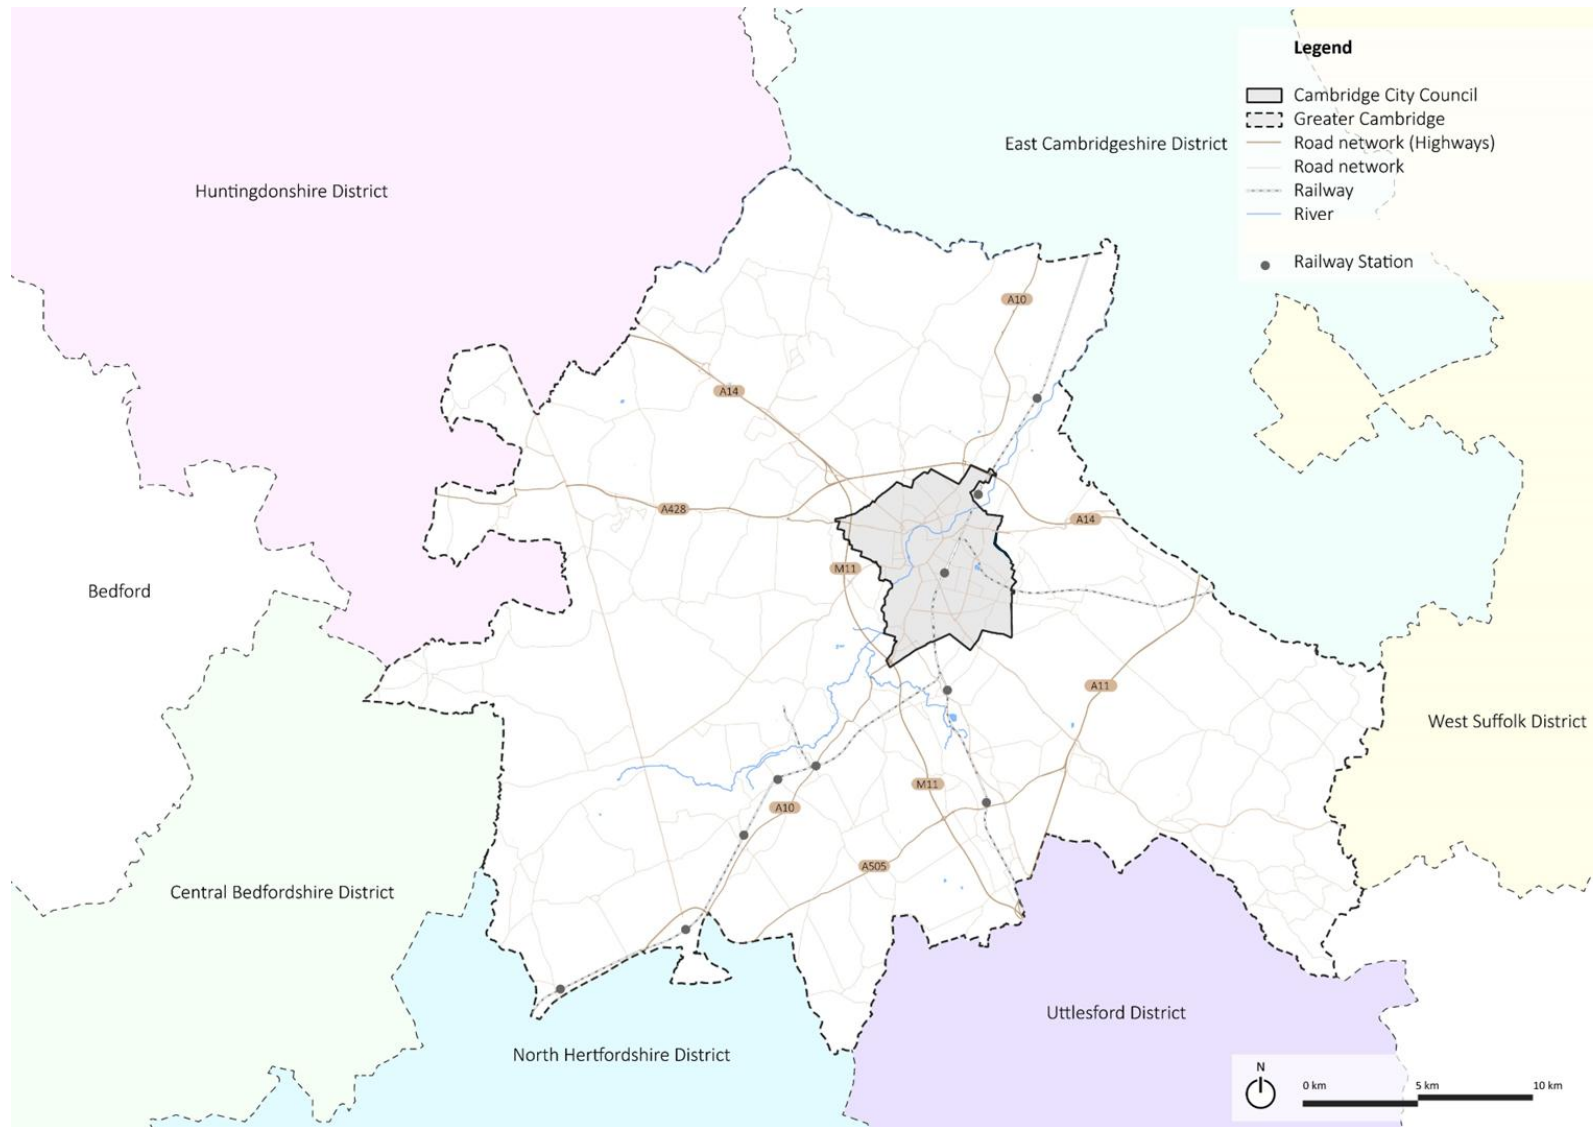 Legend
Cambridge City Council
Greater Cambridge
Road network (Highways)
Road network
Railway
River
Railway Station
East Cambridgeshire District
Huntingdonshire District
A10
A14
A428
A14
M11
Bedford
A11
West Suffolk District
M11
A10
A505
Central Bedfordshire District
Uttlesford District
North Hertfordshire District
N
0 km 5 km 10 km